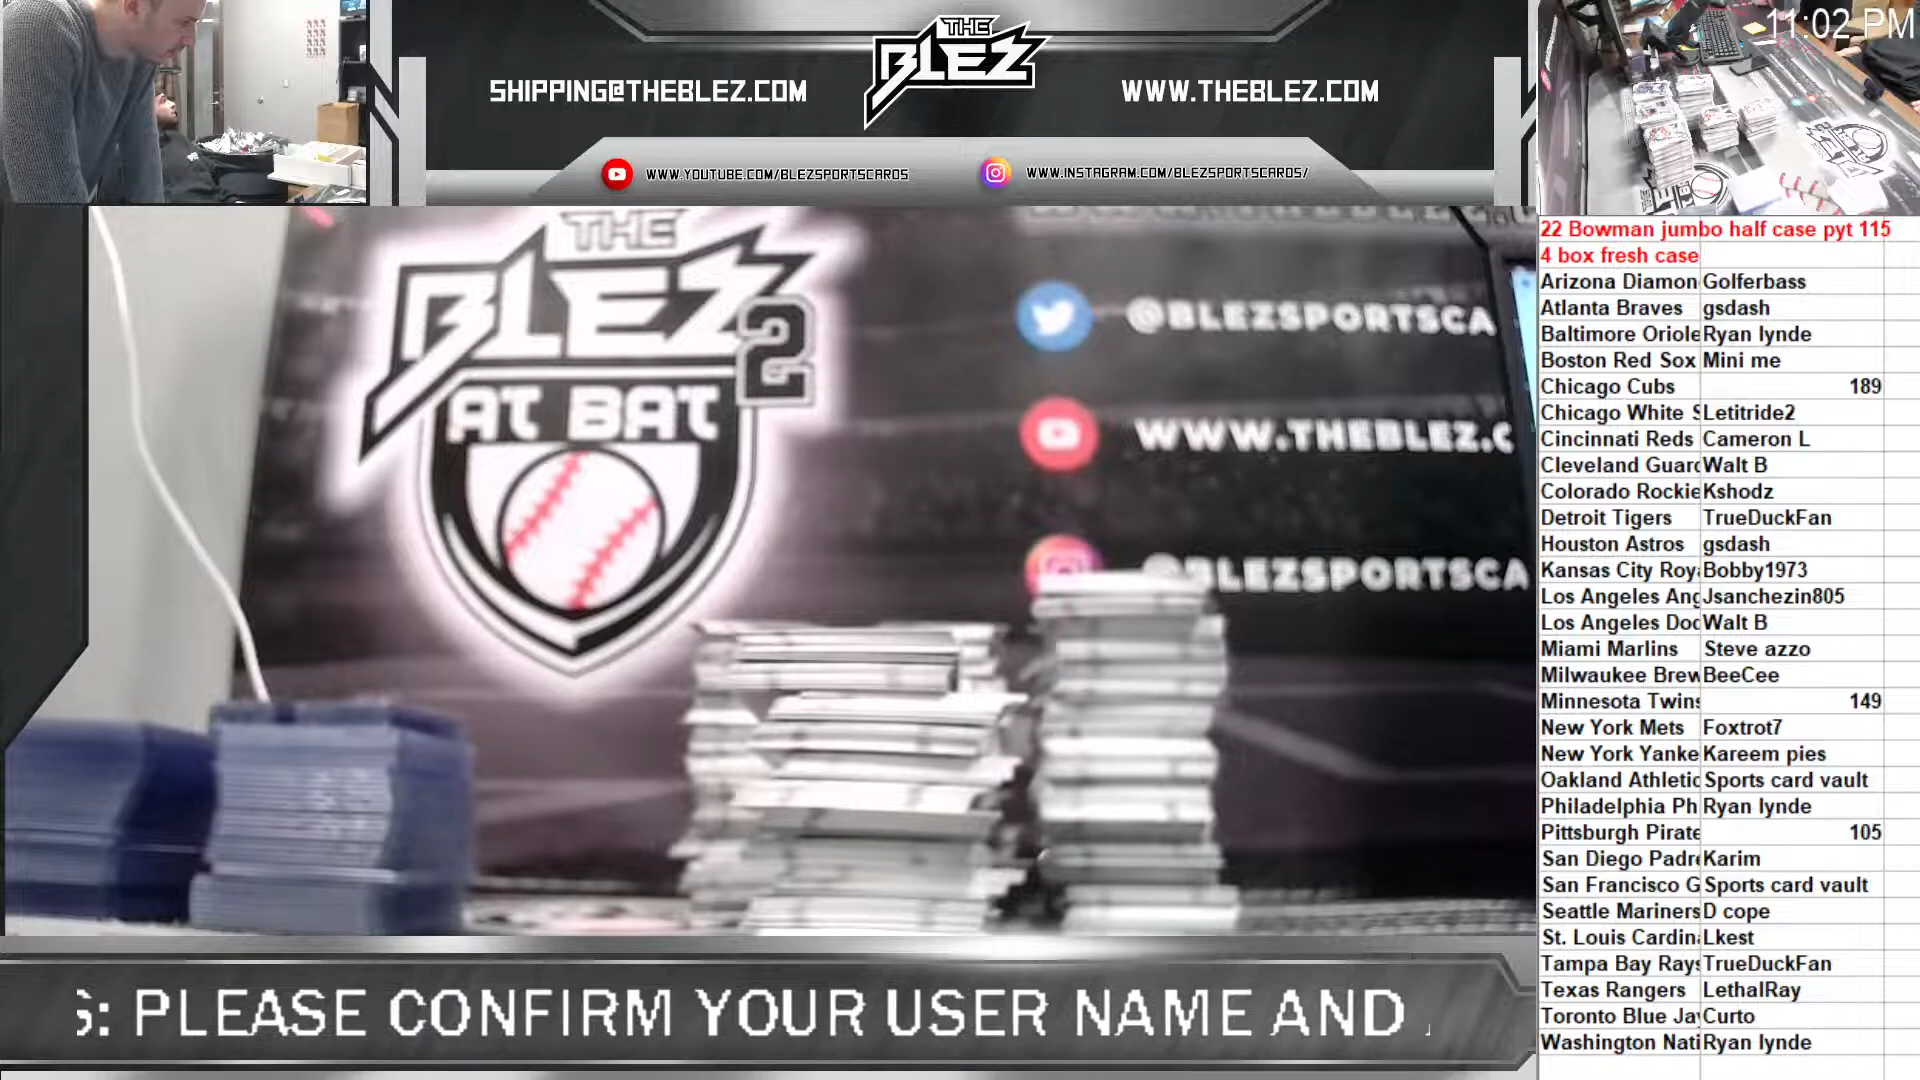 THE
BLEZ
SHIPPING@THEBLEZ.COM
WWW.THEBLEZ.COM
WWW.YOUTUBE.COM/BLEZSPORTSCARDS
WWW.INSTAGRAM.COM/BLEZSPORTSCARDS/
11:02 PM
THE
BLEZ
2
AT BAT
@BLEZSPORTSCA
WWW.THEBLEZ.C
@BLEZSPORTSCA
22 Bowman jumbo half case pyt 115
4 box fresh case
Arizona Diamon Golferbass
Atlanta Braves gsdash
Baltimore Oriole Ryan lynde
Boston Red Sox Mini me
Chicago Cubs 189
Chicago White S Letitride2
Cincinnati Reds Cameron L
Cleveland Guard Walt B
Colorado Rockie Kshodz
Detroit Tigers TrueDuckFan
Houston Astros gsdash
Kansas City Roya Bobby1973
Los Angeles Ang Jsanchezin805
Los Angeles Dod Walt B
Miami Marlins Steve azzo
Milwaukee Brew BeeCee
Minnesota Twins 149
New York Mets Foxtrot7
New York Yanke Kareem pies
Oakland Athletic Sports card vault
Philadelphia Ph Ryan lynde
Pittsburgh Pirate 105
San Diego Padre Karim
San Francisco G Sports card vault
Seattle Mariners D cope
St. Louis Cardina Lkest
Tampa Bay Rays TrueDuckFan
Texas Rangers LethalRay
Toronto Blue Jay Curto
Washington Nati Ryan lynde
S: PLEASE CONFIRM YOUR USER NAME AND